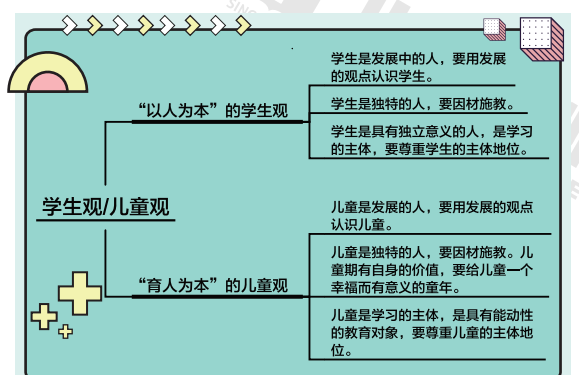 学生是发展中的人，要用发展
的观点认识学生。
“以人为本”的学生观
学生是独特的人，要因材施教。
学生是具有独立意义的人，是学习
的主体，要尊重学生的主体地位。
学生观/儿童观
儿童是发展的人，要用发展的观点
认识儿童。
“育人为本”的儿童观
儿童是独特的人，要因材施教。儿
童期有自身的价值，要给儿童一个
幸福而有意义的童年。
儿童是学习的主体，是具有能动性
的教育对象，要尊重儿童的主体地
位。